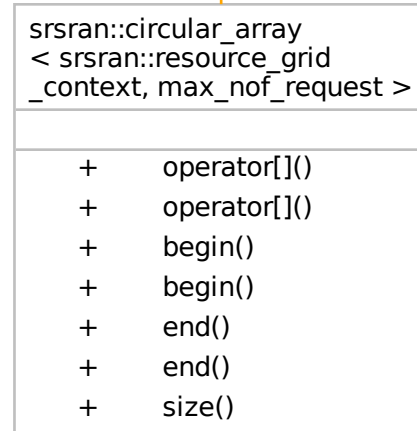 srsran::circular_array
< srsran::resource_grid
_context, max_nof_request >
+ operator[]()
+ operator[]()
+ begin()
+ begin()
+ end()
+ end()
+ size()